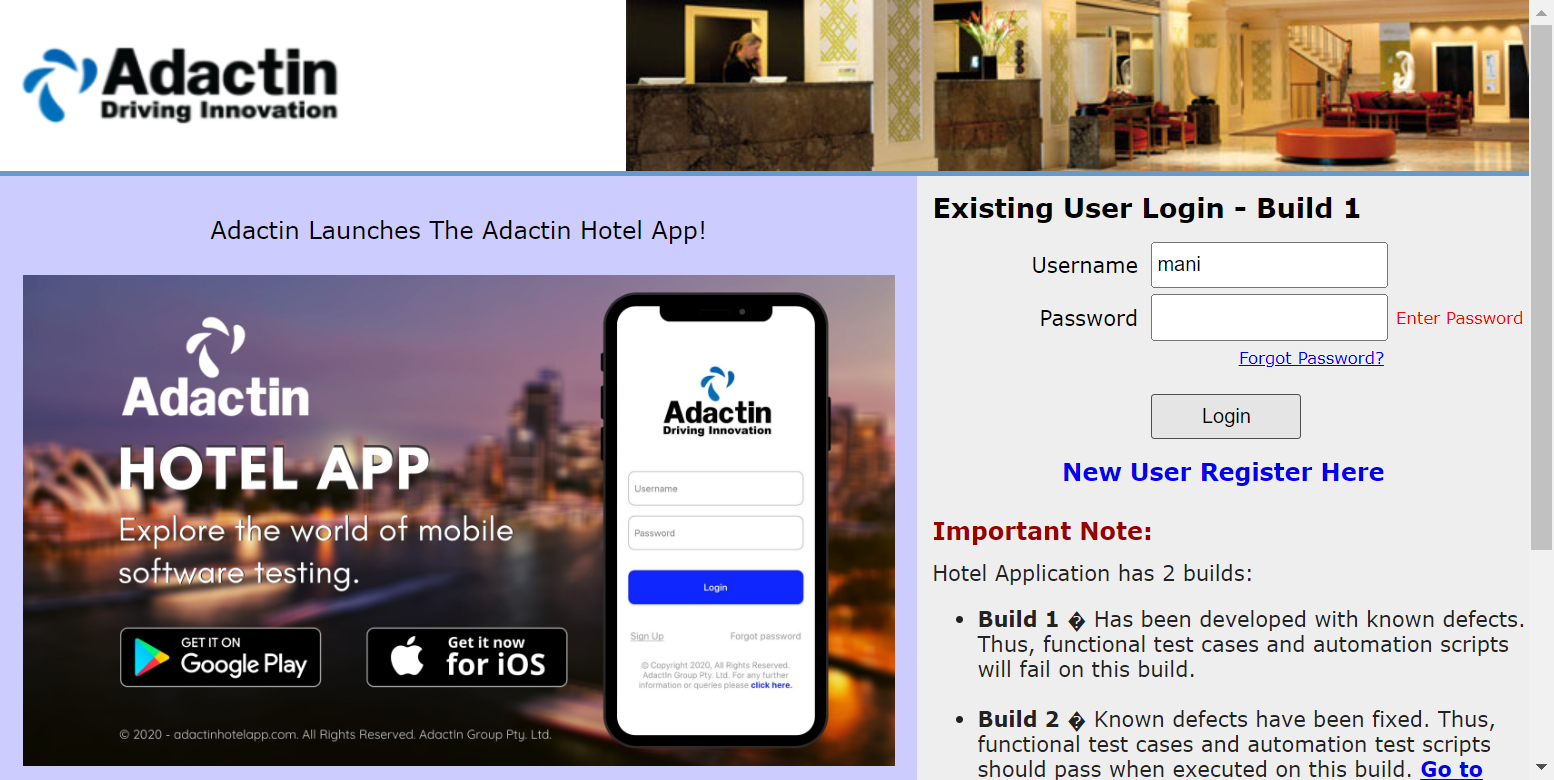 Adactin
Driving Innovation
Adactin Launches The Adactin Hotel App!
Adactin
HOTEL APP
Explore the world of mobile
software testing.
GET IT ON
Google Play
Get it now
for iOS
© 2020 - adactinhotelapp.com. All Rights Reserved. AdactIn Group Pty. Ltd.
Adactin
Driving Innovation
Username
Password
Login
Sign Up Forgot password
© Copyright 2020, All Rights Reserved.
AdactIn Group Pty. Ltd. For any further
information or queries please click here.
Existing User Login - Build 1
Username mani
Password Enter Password
Forgot Password?
Login
New User Register Here
Important Note:
Hotel Application has 2 builds:
• Build 1 � Has been developed with known defects.
Thus, functional test cases and automation scripts
will fail on this build.
• Build 2 � Known defects have been fixed. Thus,
functional test cases and automation test scripts
should pass when executed on this build. Go to